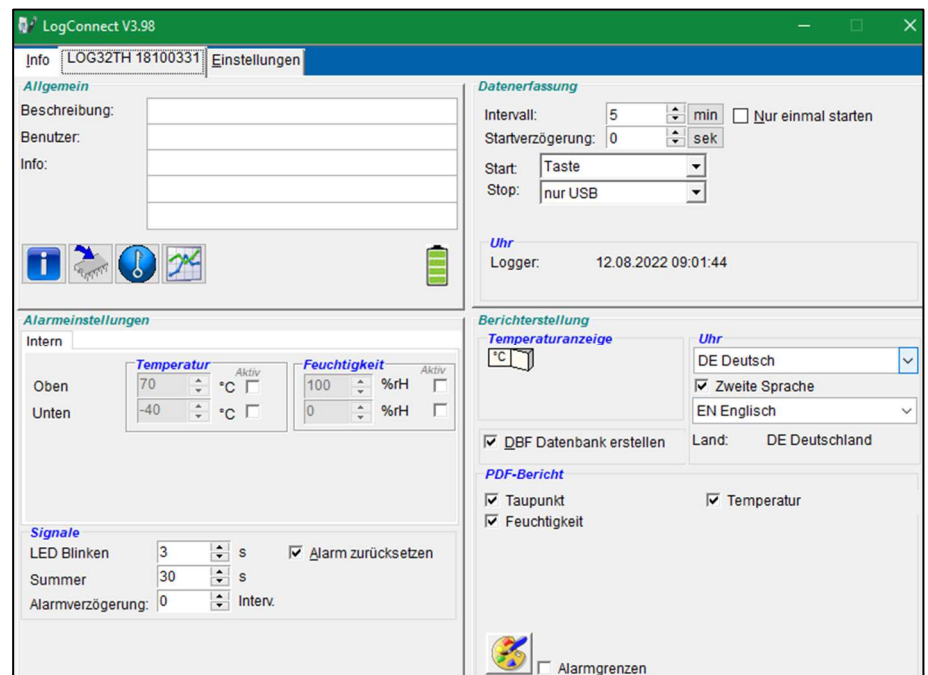 LogConnect V3.98
Info LOG32TH 18100331 Einstellungen
Allgemein
Beschreibung:
Benutzer:
Info:
Datenerfassung
Intervall: 5 min Nur einmal starten
Startverzögerung: 0 sek
Start: Taste
Stop: nur USB
Uhr
Logger: 12.08.2022 09:01:44
Alarmeinstellungen
Intern
Temperatur Aktiv Feuchtigkeit Aktiv
Oben 70 °C 100 %rH
Unten -40 °C 0 %rH
Signale
LED Blinken 3 s Alarm zurücksetzen
Summer 30 s
Alarmverzögerung: 0 Interv.
Berichterstellung
Temperaturanzeige
°C
Uhr
DE Deutsch
Zweite Sprache
EN Englisch
DBF Datenbank erstellen
Land: DE Deutschland
PDF-Bericht
Taupunkt Temperatur
Feuchtigkeit
Alarmgrenzen